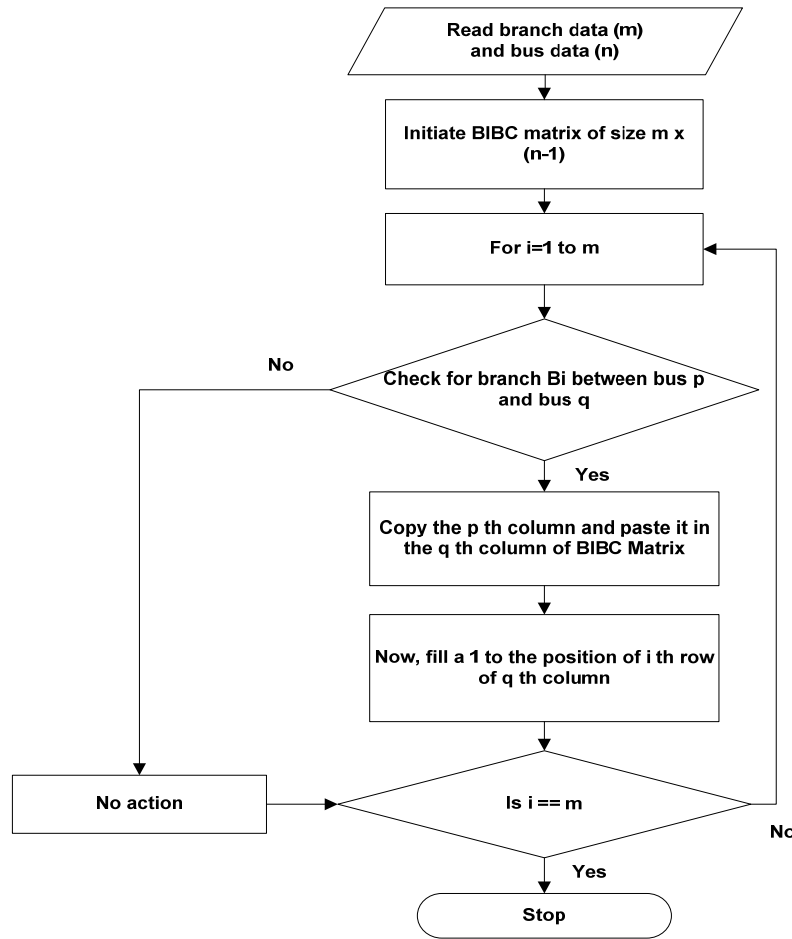 Read branch data (m)
and bus data (n)
Initiate BIBC matrix of size m x
(n-1)
For i=1 to m
No
Check for branch Bi between bus p
and bus q
Yes
Copy the p th column and paste it in
the q th column of BIBC Matrix
Now, fill a 1 to the position of i th row
of q th column
No action
Is i == m
No
Yes
Stop